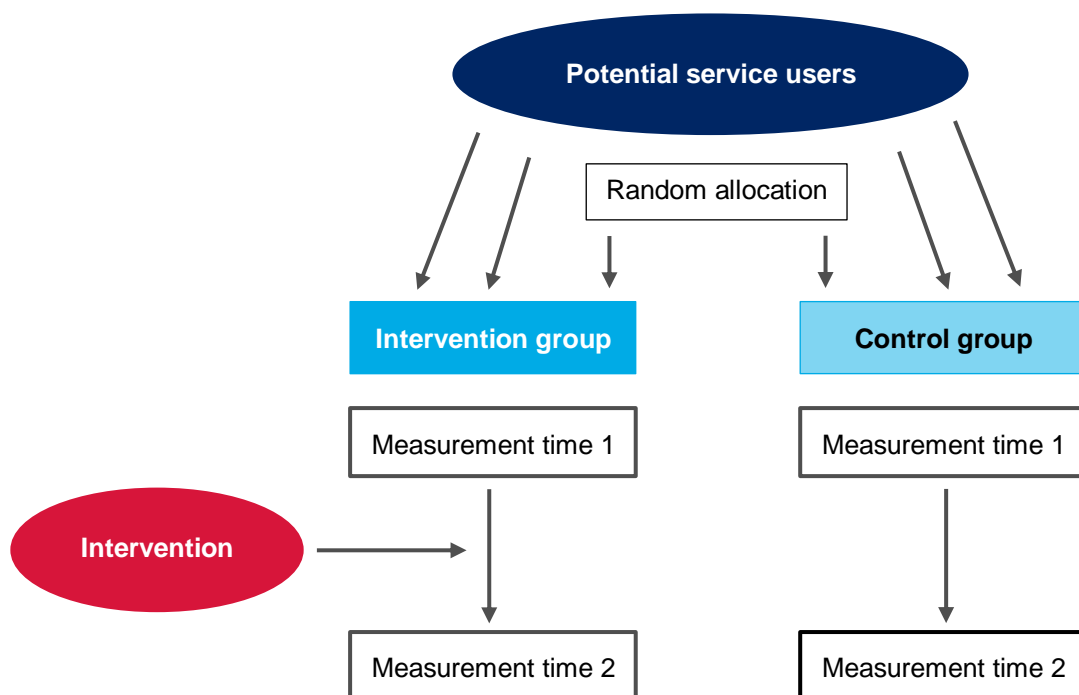 Potential service users
Random allocation
Intervention group
Control group
Measurement time 1
Measurement time 1
Intervention
Measurement time 2
Measurement time 2